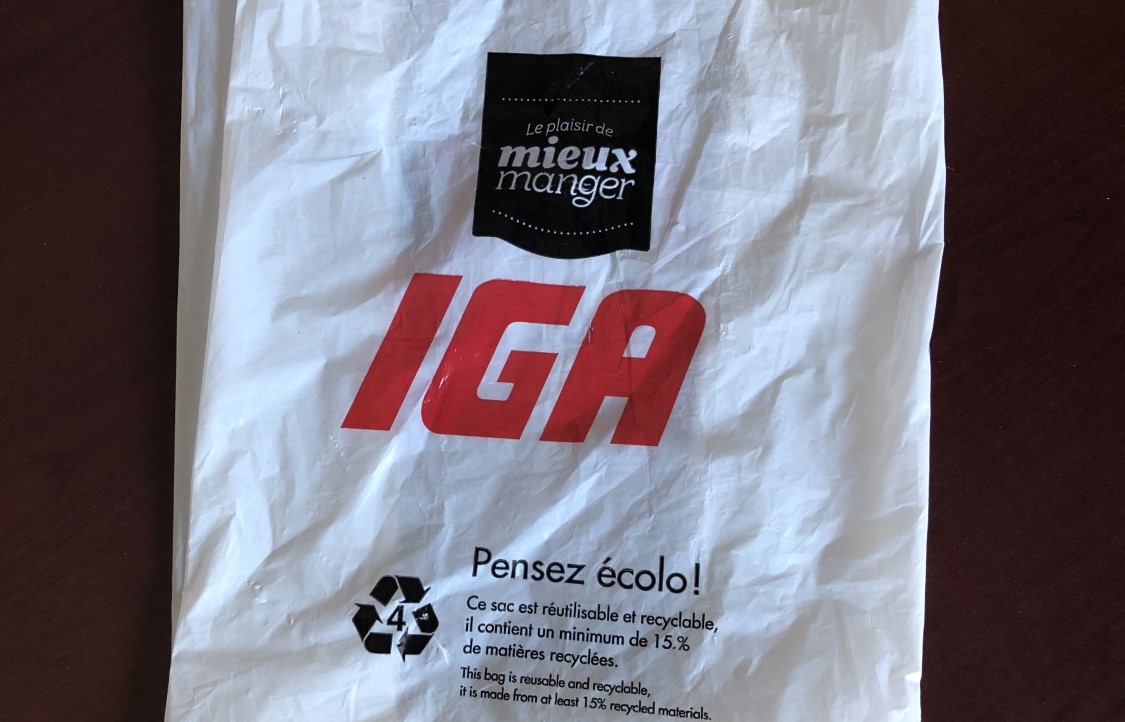 Le plaisir de
mieux
manger
IGA
Pensez écolo!
4
Ce sac est réutilisable et recyclable,
il contient un minimum de 15.%
de matières recyclées.
This bag is reusable and recyclable,
it is made from at least 15% recycled materials.